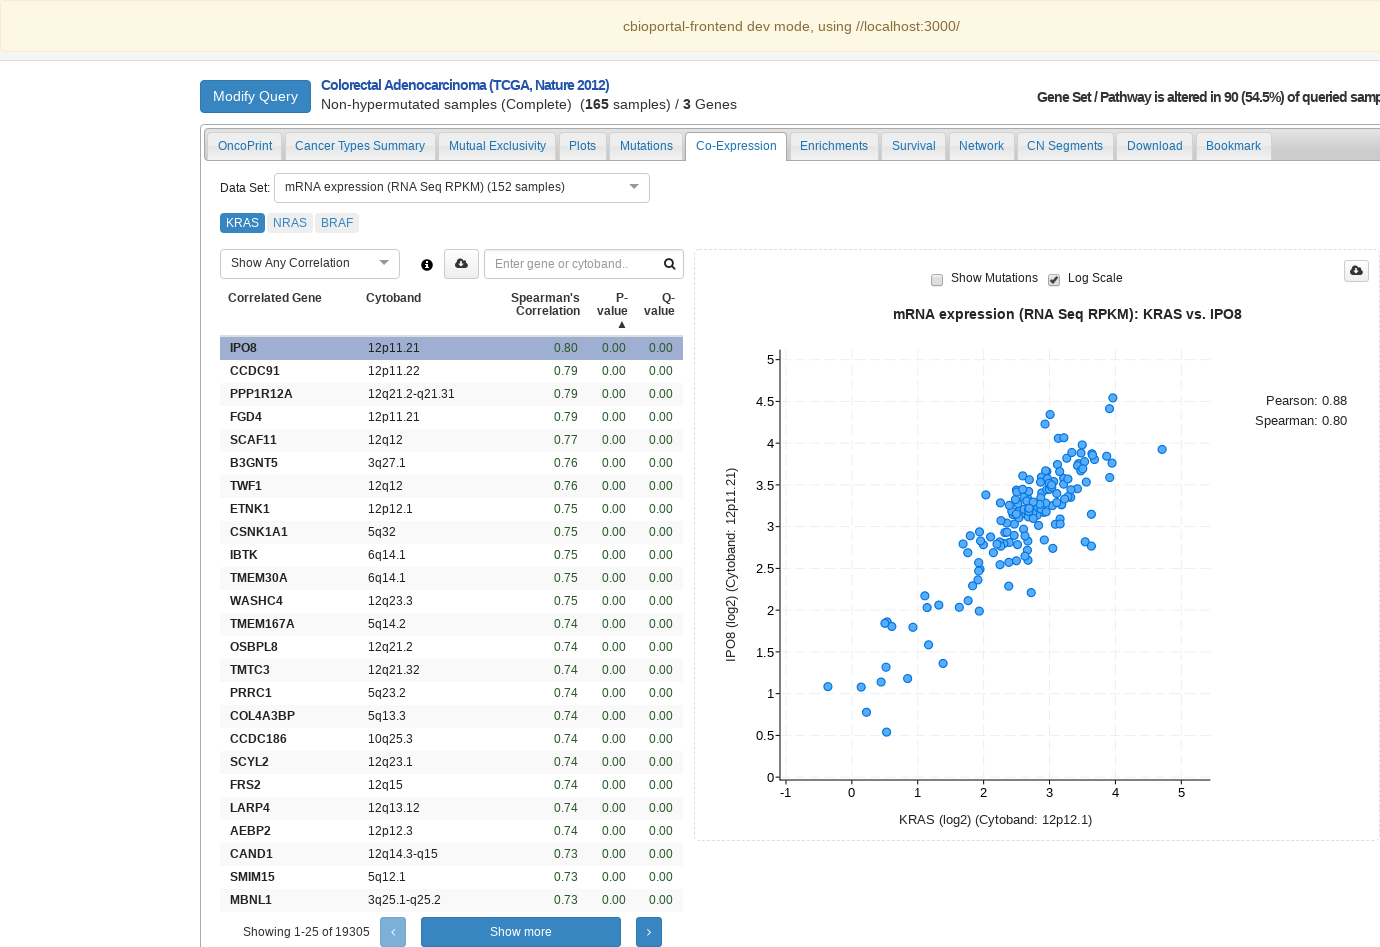 cbioportal-frontend dev mode, using //localhost:3000/
Modify Query
Colorectal Adenocarcinoma (TCGA, Nature 2012)
Non-hypermutated samples (Complete) (165 samples) / 3 Genes
Gene Set / Pathway is altered in 90 (54.5%) of queried samp
OncoPrint Cancer Types Summary Mutual Exclusivity Plots Mutations Co-Expression Enrichments Survival Network CN Segments Download Bookmark
Data Set: mRNA expression (RNA Seq RPKM) (152 samples)
KRAS NRAS BRAF
Show Any Correlation Enter gene or cytoband..
Correlated Gene Cytoband Spearman's Correlation P-value ▲ Q-value
IPO8 12p11.21 0.80 0.00 0.00
CCDC91 12p11.22 0.79 0.00 0.00
PPP1R12A 12q21.2-q21.31 0.79 0.00 0.00
FGD4 12p11.21 0.79 0.00 0.00
SCAF11 12q12 0.77 0.00 0.00
B3GNT5 3q27.1 0.76 0.00 0.00
TWF1 12q12 0.76 0.00 0.00
ETNK1 12p12.1 0.75 0.00 0.00
CSNK1A1 5q32 0.75 0.00 0.00
IBTK 6q14.1 0.75 0.00 0.00
TMEM30A 6q14.1 0.75 0.00 0.00
WASHC4 12q23.3 0.75 0.00 0.00
TMEM167A 5q14.2 0.74 0.00 0.00
OSBPL8 12q21.2 0.74 0.00 0.00
TMTC3 12q21.32 0.74 0.00 0.00
PRRC1 5q23.2 0.74 0.00 0.00
COL4A3BP 5q13.3 0.74 0.00 0.00
CCDC186 10q25.3 0.74 0.00 0.00
SCYL2 12q23.1 0.74 0.00 0.00
FRS2 12q15 0.74 0.00 0.00
LARP4 12q13.12 0.74 0.00 0.00
AEBP2 12p12.3 0.74 0.00 0.00
CAND1 12q14.3-q15 0.73 0.00 0.00
SMIM15 5q12.1 0.73 0.00 0.00
MBNL1 3q25.1-q25.2 0.73 0.00 0.00
Showing 1-25 of 19305 ‹ Show more ›
Show Mutations Log Scale
mRNA expression (RNA Seq RPKM): KRAS vs. IPO8
Pearson: 0.88
Spearman: 0.80
IPO8 (log2) (Cytoband: 12p11.21)
5
4.5
4
3.5
3
2.5
2
1.5
1
0.5
0
-1 0 1 2 3 4 5
KRAS (log2) (Cytoband: 12p12.1)